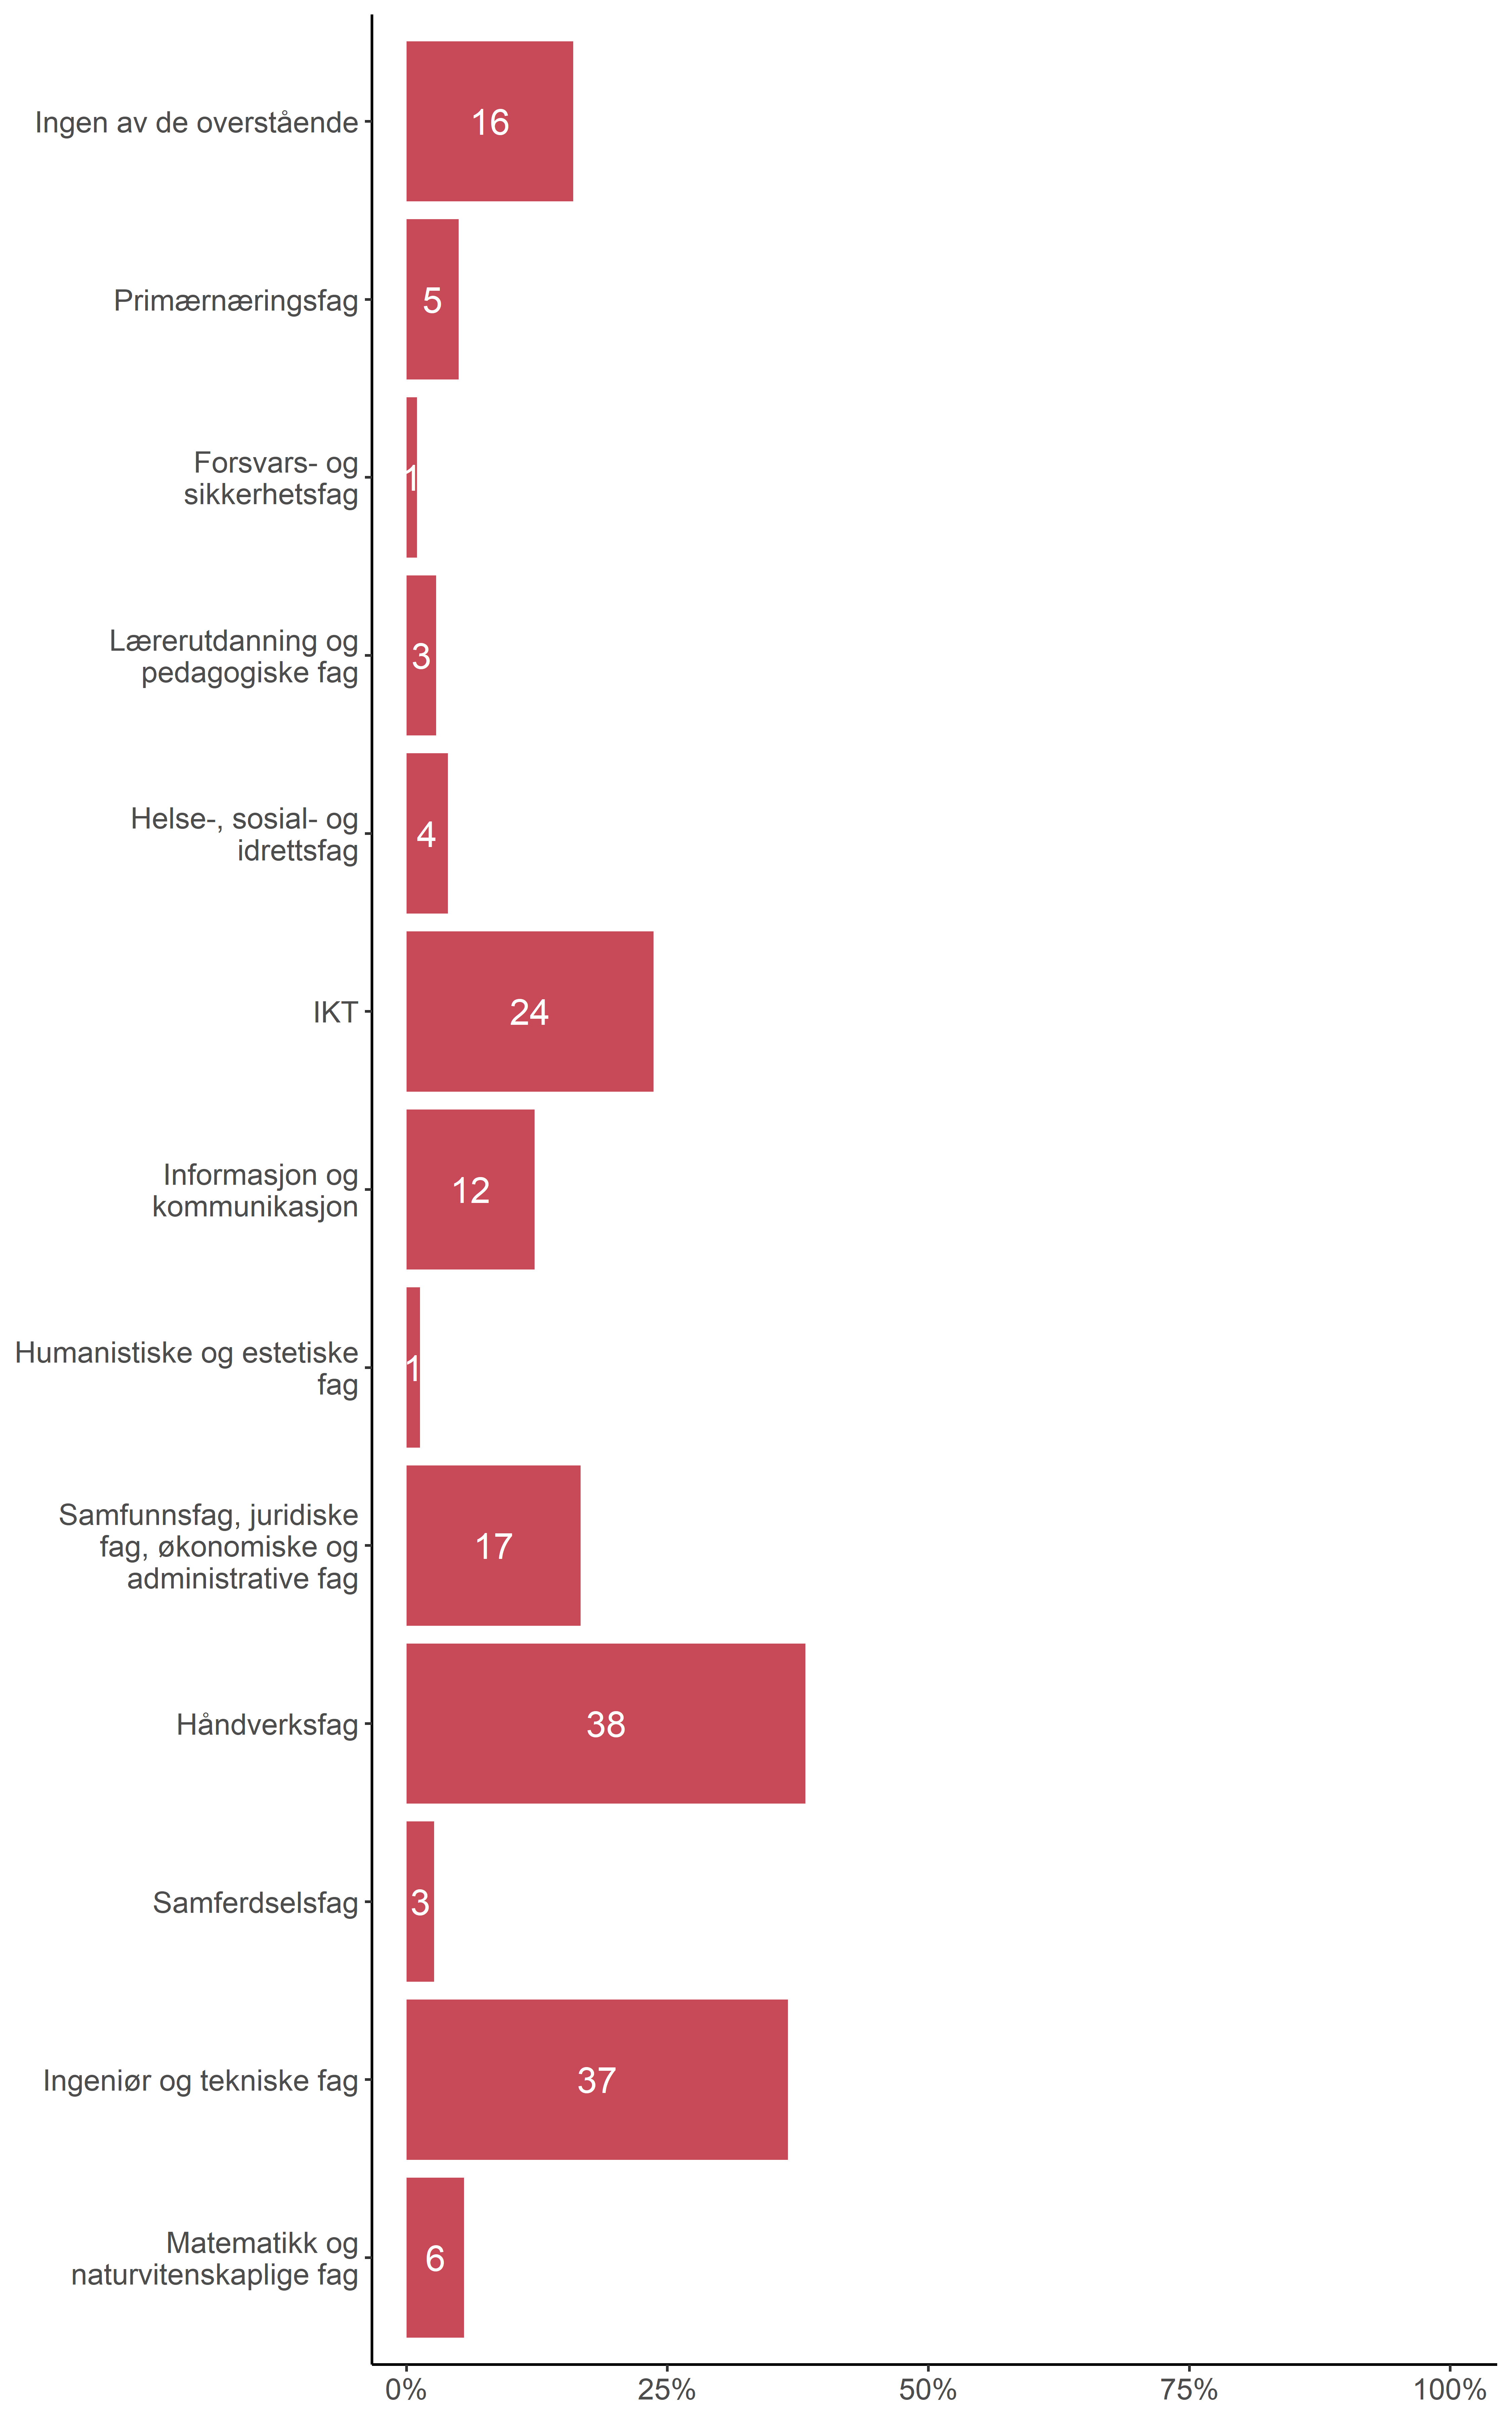 Ingen av de overstående
16
Primærnæringsfag
5
Forsvars- og
sikkerhetsfag
1
Lærerutdanning og
pedagogiske fag
3
Helse-, sosial- og
idrettsfag
4
IKT
24
Informasjon og
kommunikasjon
12
Humanistiske og estetiske
fag
1
Samfunnsfag, juridiske
fag, økonomiske og
administrative fag
17
Håndverksfag
38
Samferdselsfag
3
Ingeniør og tekniske fag
37
Matematikk og
naturvitenskaplige fag
6
0% 25% 50% 75% 100%